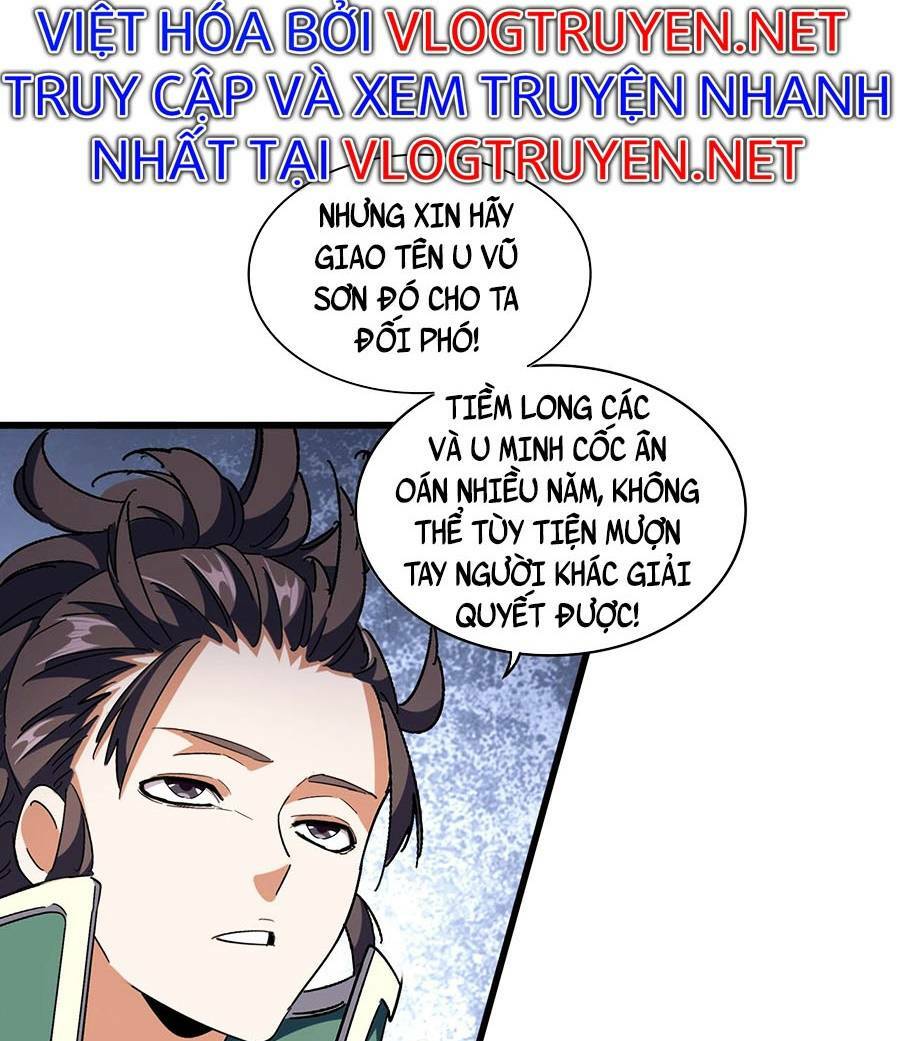 VIỆT HÓA BỞI VLOGTRUYEN.NET
TRUY CẬP VÀ XEM TRUYỆN NHANH
NHẤT TẠI VLOGTRUYEN.NET
NHƯNG XIN HÃY
GIAO TÊN U VŨ
SƠN ĐÓ CHO TA
ĐỐI PHÓ!
TIỀM LONG CÁC
VÀ U MINH CỐC ÂN
OÁN NHIỀU NĂM, KHÔNG
THỂ TÙY TIỆN MƯỢN
TAY NGƯỜI KHÁC GIẢI
QUYẾT ĐƯỢC!